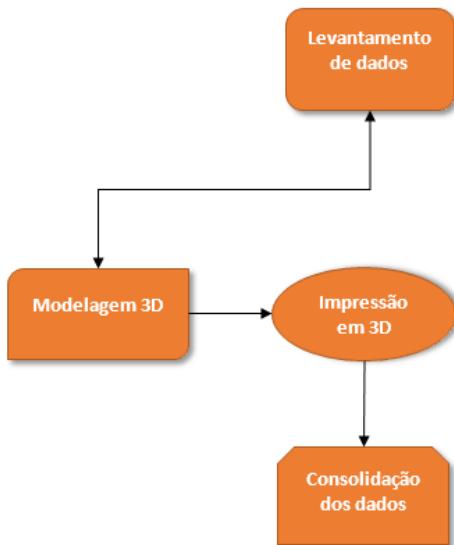 Levantamento
de dados
Modelagem 3D
Impressão
em 3D
Consolidação
dos dados